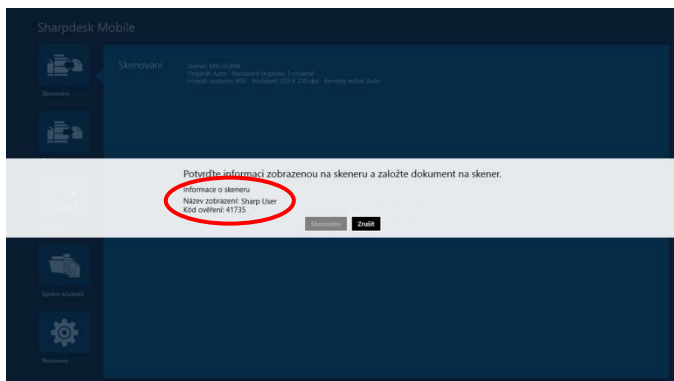 Sharpdesk Mobile
Skenování
Skenování
Skener: MX-3140N
Originál: Auto Nastavení duplexu: 1-stranné
Formát souboru: PDF Rozlišení: 200 X 200 dpi Barevný režim: Auto
Potvrďte informaci zobrazenou na skeneru a založte dokument na skener.
Informace o skeneru
Název zobrazení: Sharp User
Kód ověření: 41735
Skenování
Zrušit
Správa souborů
Nastavení